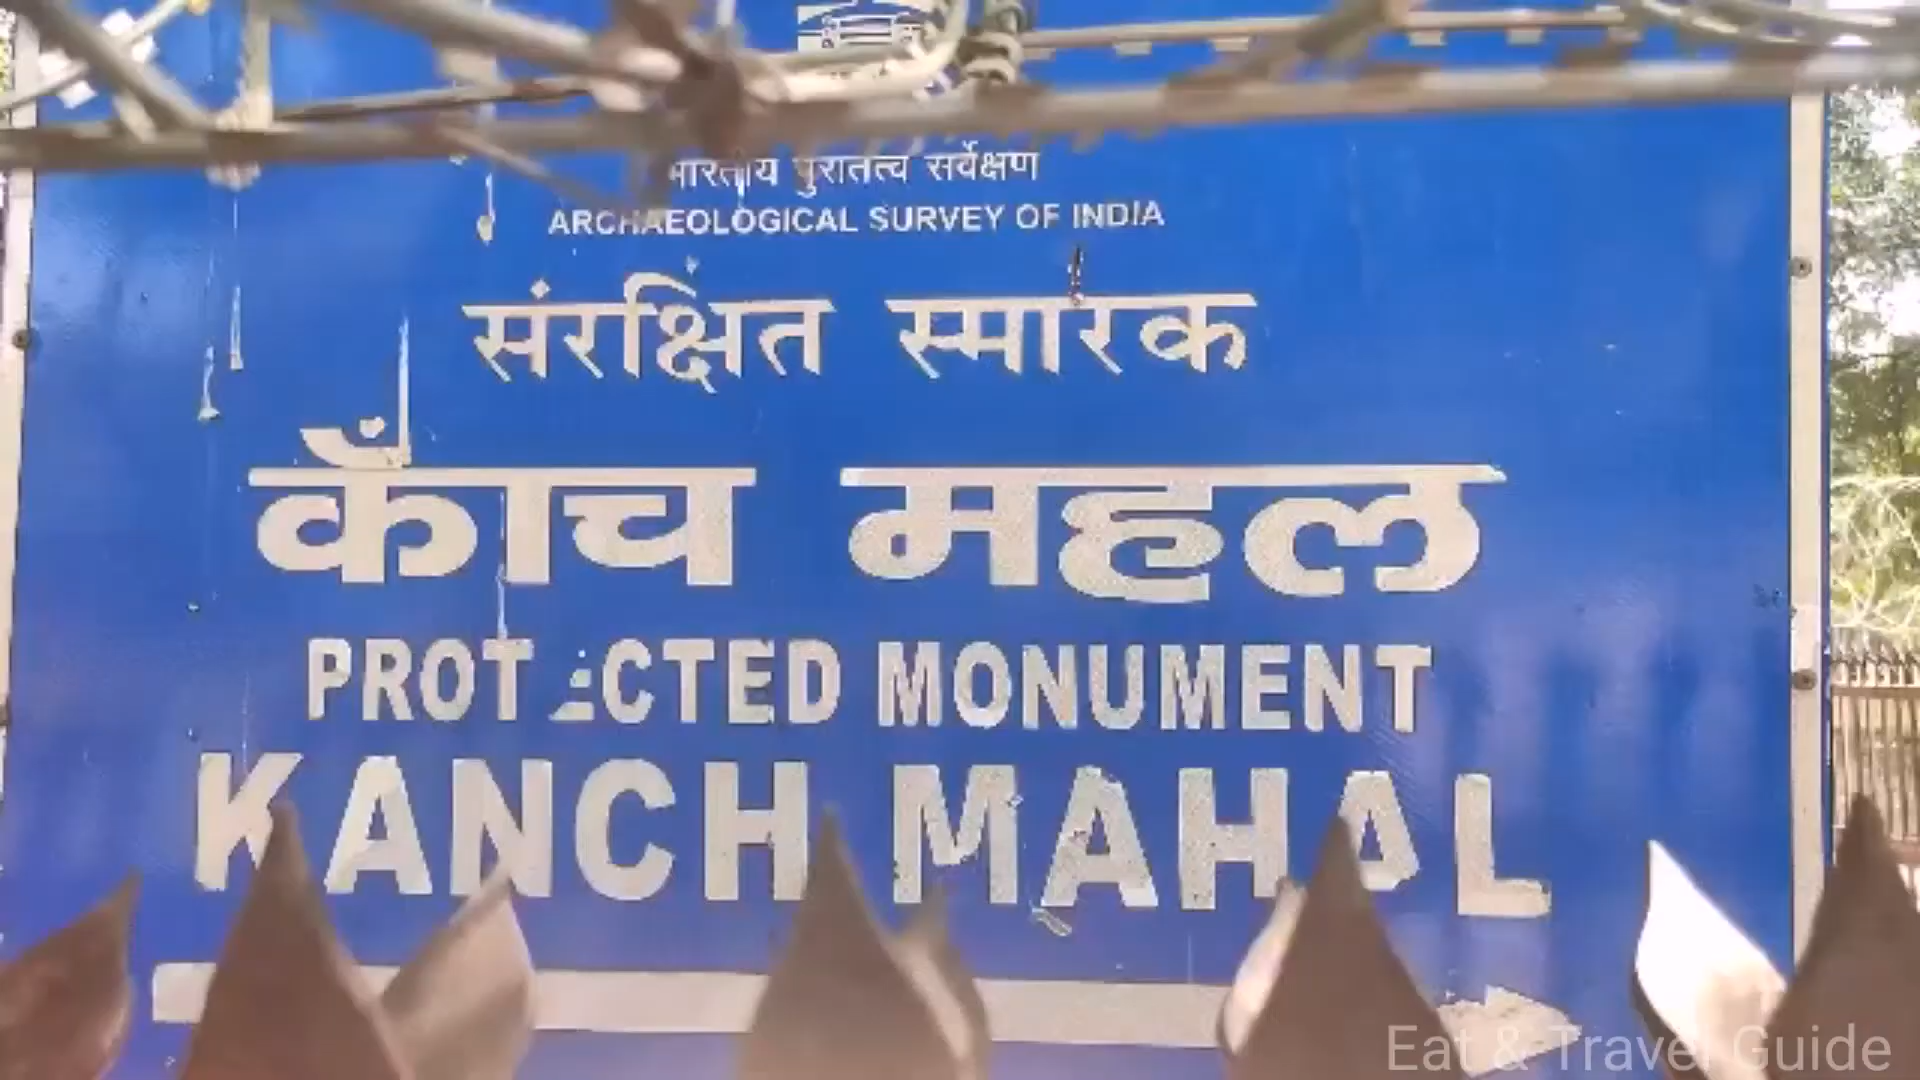 भारतीय पुरातत्व सर्वेक्षण
ARCHAEOLOGICAL SURVEY OF INDIA
संरक्षित स्मारक
काँच महल
PROTECTED MONUMENT
KANCH MAHAL
Eat & Travel Guide